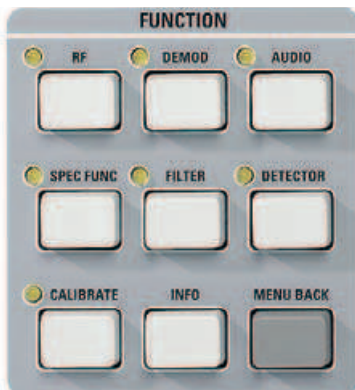 FUNCTION
RF DEMOD AUDIO
SPEC FUNC FILTER DETECTOR
CALIBRATE INFO MENU BACK